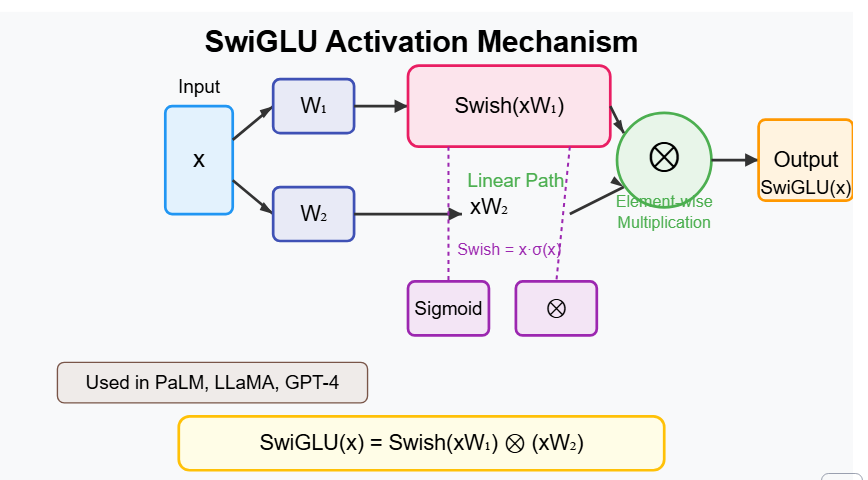 SwiGLU Activation Mechanism
Input
x
W₁
W₂
Swish(xW₁)
Linear Path
xW₂
Swish = x·σ(x)
Sigmoid
⊗
⊗
Element-wise
Multiplication
Output
SwiGLU(x)
Used in PaLM, LLaMA, GPT-4
SwiGLU(x) = Swish(xW₁) ⊗ (xW₂)